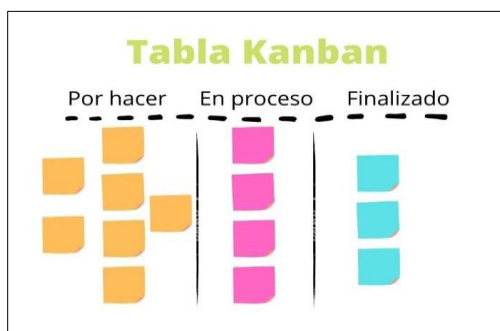 Tabla Kanban
Por hacer
En proceso
Finalizado